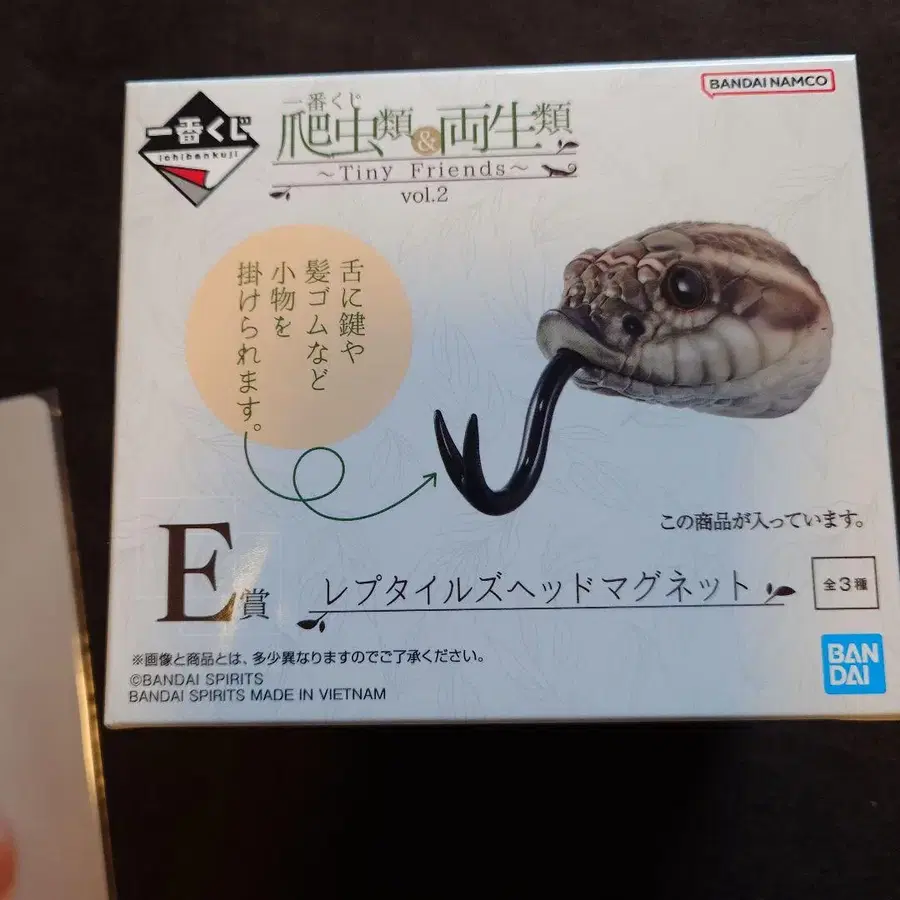 一番くじ
ichibankuji
一番くじ
爬虫類&両生類
～Tiny Friends～
vol.2
BANDAI NAMCO
舌に鍵や
髪ゴムなど
小物を
掛けられます。
この商品が入っています。
E賞
レプタイルズヘッドマグネット
全3種
※画像と商品とは、多少異なりますのでご了承ください。
©BANDAI SPIRITS
BANDAI SPIRITS MADE IN VIETNAM
BAN
DAI